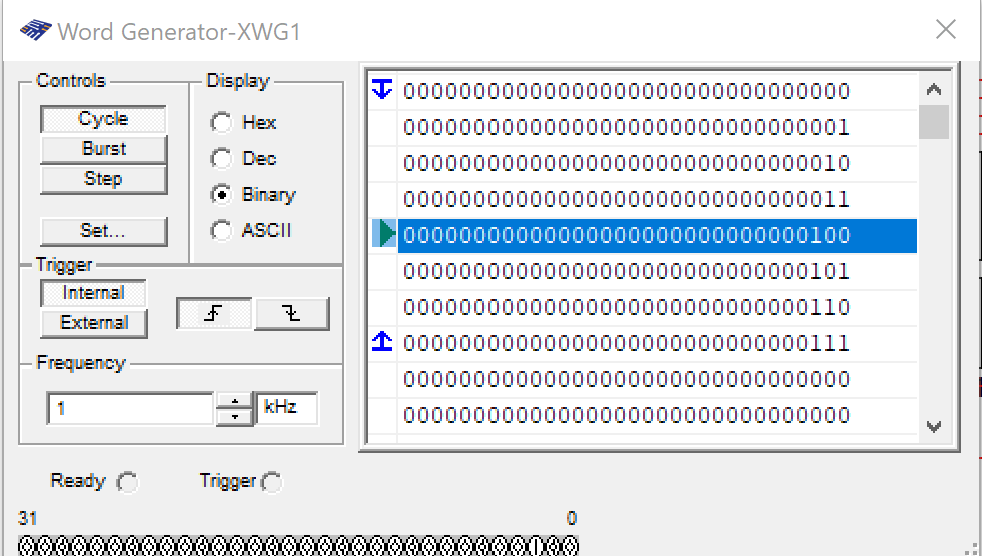 Word Generator-XWG1
Controls
Cycle
Burst
Step
Set...
Display
Hex
Dec
Binary
ASCII
Trigger
Internal
External
Frequency
1
kHz
00000000000000000000000000000000
00000000000000000000000000000001
00000000000000000000000000000010
00000000000000000000000000000011
00000000000000000000000000000100
00000000000000000000000000000101
00000000000000000000000000000110
00000000000000000000000000000111
00000000000000000000000000000000
00000000000000000000000000000000
Ready
Trigger
31
0